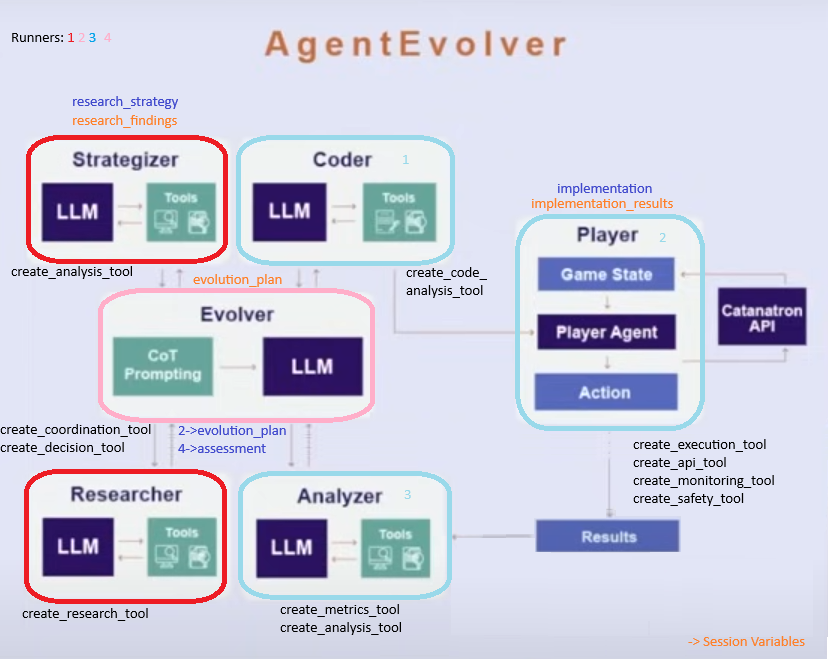 Runners: 1 2 3 4
AgentEvolver
research_strategy
research_findings
Strategizer
LLM
Tools
create_analysis_tool
Coder 1
LLM
Tools
create_code_
analysis_tool
evolution_plan
Evolver
CoT
Prompting
LLM
create_coordination_tool
create_decision_tool
2->evolution_plan
4->assessment
implementation
implementation_results
Player 2
Game State
Player Agent
Action
Catanatron
API
create_execution_tool
create_api_tool
create_monitoring_tool
create_safety_tool
Results
Researcher
LLM
Tools
create_research_tool
Analyzer 3
LLM
Tools
create_metrics_tool
create_analysis_tool
-> Session Variables